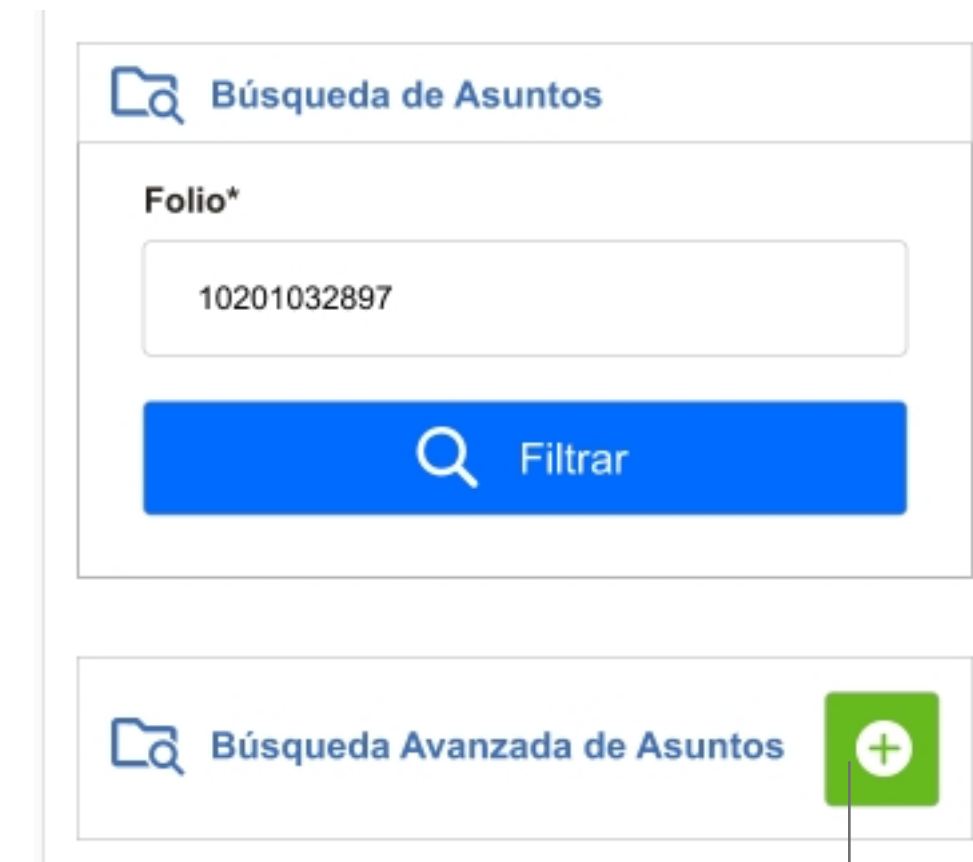 Búsqueda de Asuntos
Folio*
10201032897
Filtrar
Búsqueda Avanzada de Asuntos